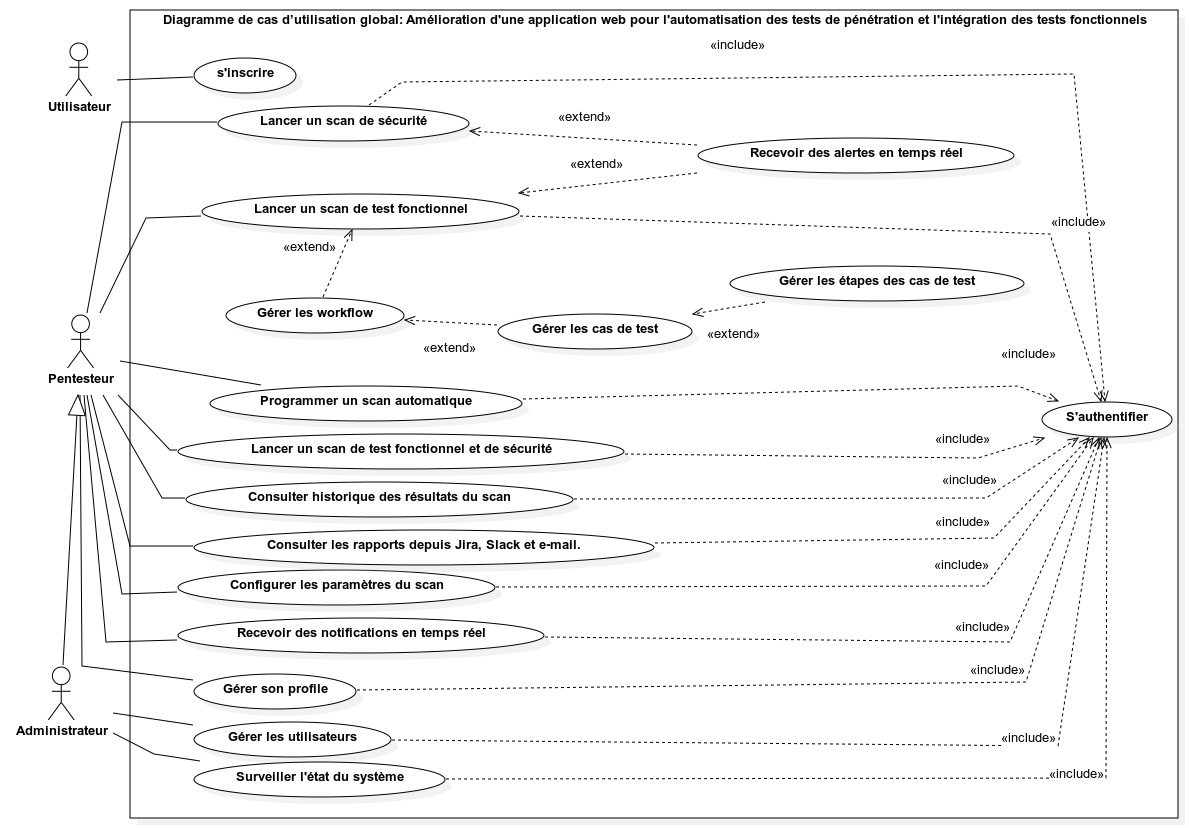 Diagramme de cas d'utilisation global: Amélioration d'une application web pour l'automatisation des tests de pénétration et l'intégration des tests fonctionnels
«include»
s'inscrire
Utilisateur
Lancer un scan de sécurité
«extend»
Recevoir des alertes en temps réel
«extend»
Lancer un scan de test fonctionnel
«include»
«extend»
Gérer les étapes des cas de test
Gérer les workflow
Gérer les cas de test
«extend»
«extend»
«include»
Pentesteur
Programmer un scan automatique
S'authentifier
«include»
Lancer un scan de test fonctionnel et de sécurité
«include»
Consulter historique des résultats du scan
«include»
Consulter les rapports depuis Jira, Slack et e-mail.
«include»
Configurer les paramètres du scan
«include»
Recevoir des notifications en temps réel
«include»
Gérer son profile
Administrateur
Gérer les utilisateurs
«include»
Surveiller l'état du système
«include»